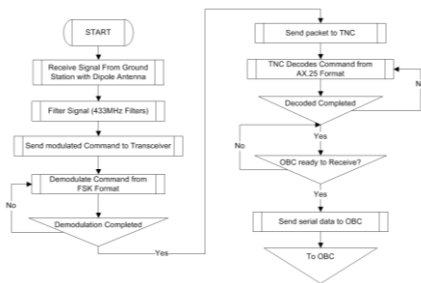 START
Receive Signal From Ground
Station with Dipole Antenna
Filter Signal (433MHz Filters)
Send modulated Command to Transceiver
Demodulate Command from
FSK Format
No
Demodulation Completed
Yes
Send packet to TNC
TNC Decodes Command from
AX.25 Format
Decoded Completed
Yes
No
OBC ready to Receive?
Yes
Send serial data to OBC
To OBC